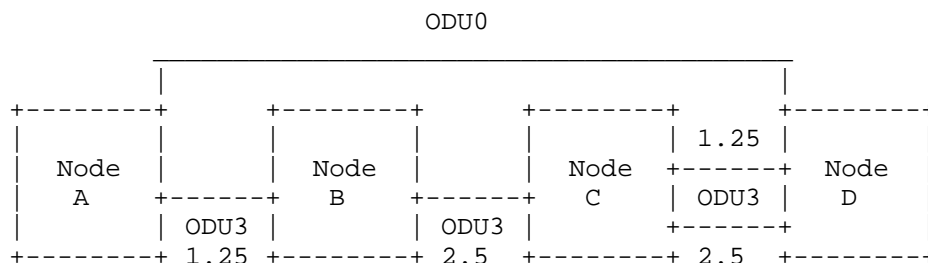 ODU0
1.25
Node Node Node Node
A B C ODU3 D
ODU3 ODU3
1.25 2.5 2.5